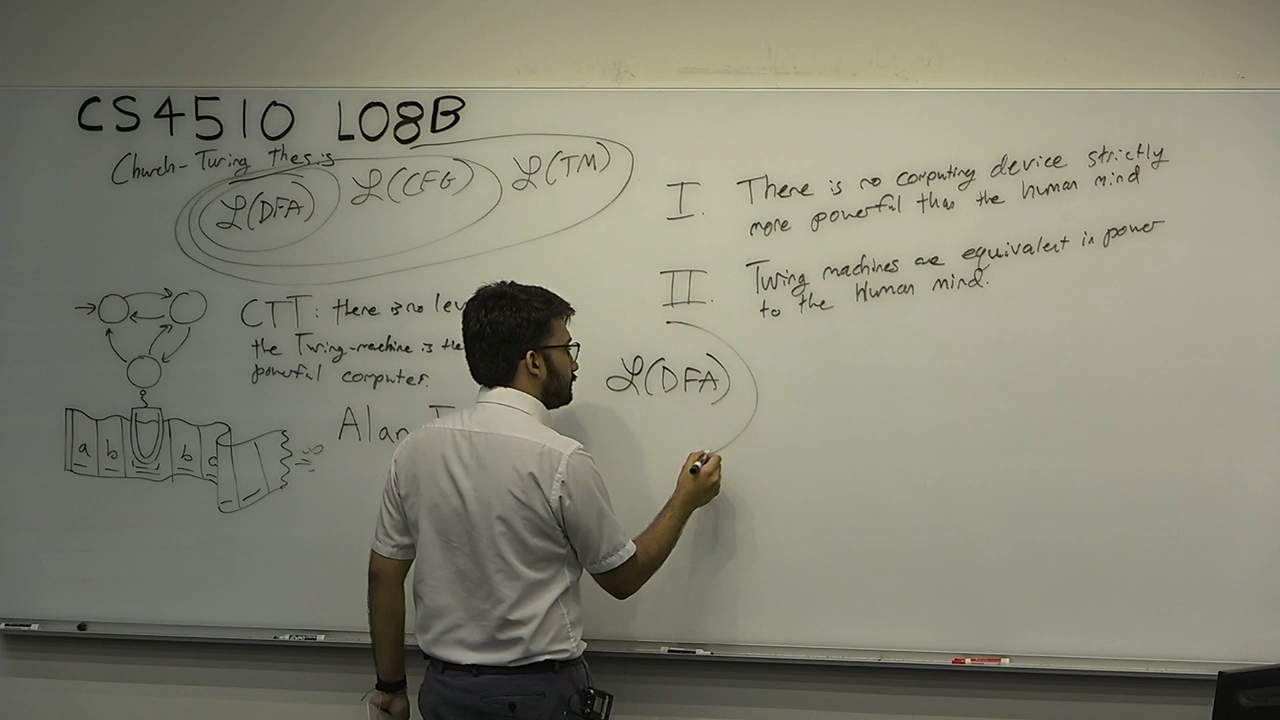 CS4510 L08B
Church-Turing thesis
L(DFA) L(CFG) L(TM)
CTT: there is no
the Turing-machine is the
powerful computer.
a b b
Alan
I. There is no computing device strictly
more powerful than the human mind
II. Turing machines are equivalent in power
to the Human mind.
L(DFA)